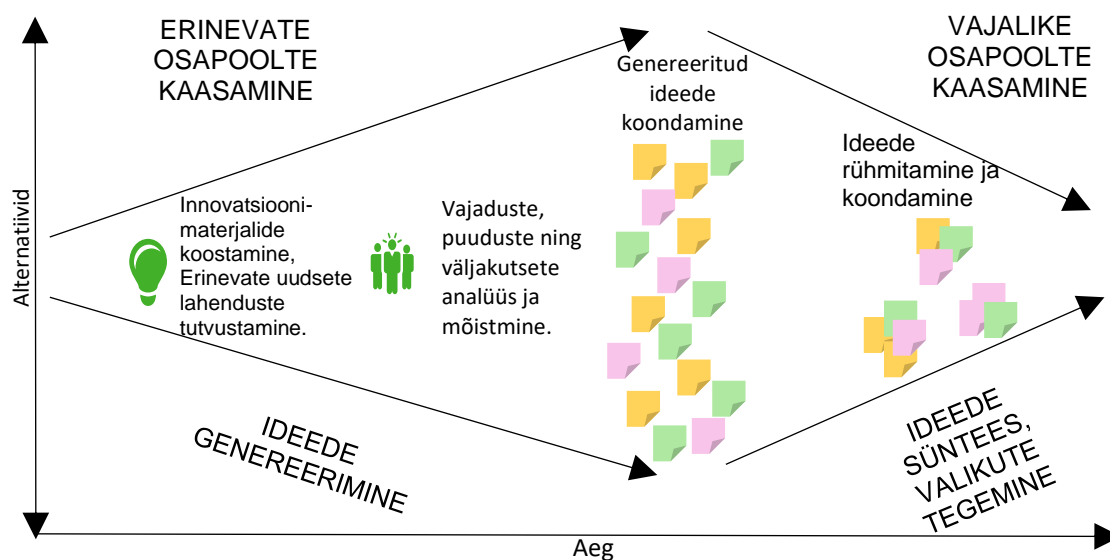 ERINEVATE
OSAPOOLTE
KAASAMINE
VAJALIKE
OSAPOOLTE
KAASAMINE
Genereeritud
ideede
koondamine
Ideede
rühmitamine ja
koondamine
Innovatsiooni-
materjalide
koostamine,
Erinevate uudsete
lahenduste
tutvustamine.
Vajaduste,
puuduste ning
väljakutsete
analüüs ja
mõistmine.
Alternatiivid
IDEEDE
GENEREERIMINE
IDEEDE
SÜNTEES,
VALIKUTE
TEGEMINE
Aeg